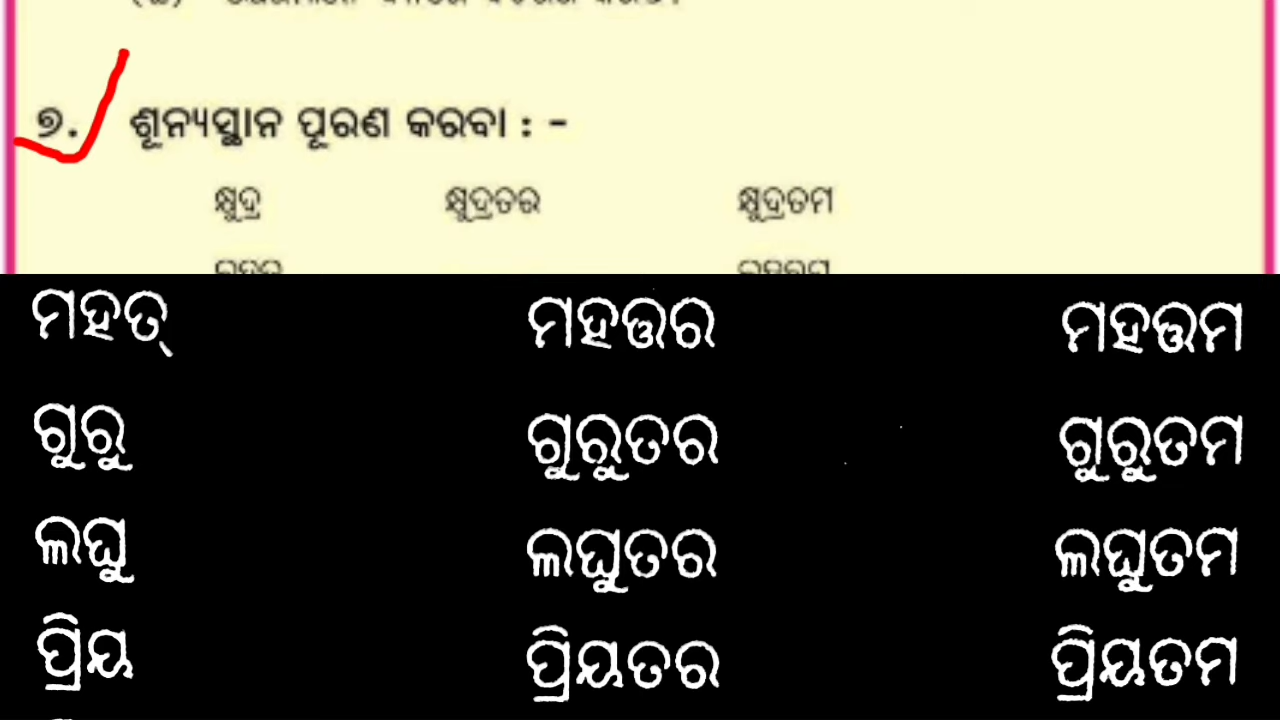 ୭. ଶୂନ୍ୟସ୍ଥାନ ପୂରଣ କରବା : -
କ୍ଷୁଦ୍ର କ୍ଷୁଦ୍ରତର କ୍ଷୁଦ୍ରତମ
ମହତ୍ ମହତ୍ତର ମହତ୍ତମ
ଗୁରୁ ଗୁରୁତର ଗୁରୁତମ
ଲଘୁ ଲଘୁତର ଲଘୁତମ
ପ୍ରିୟ ପ୍ରିୟତର ପ୍ରିୟତମ